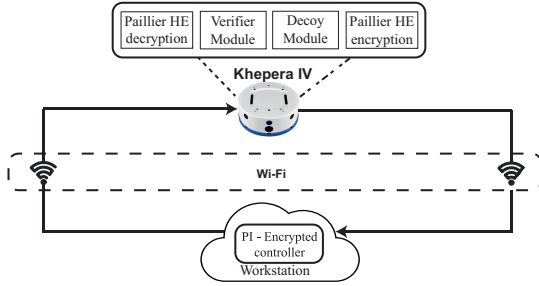 Paillier HE decryption
Verifier Module
Decoy Module
Paillier HE encryption
Khepera IV
Wi-Fi
PI - Encrypted controller
Workstation